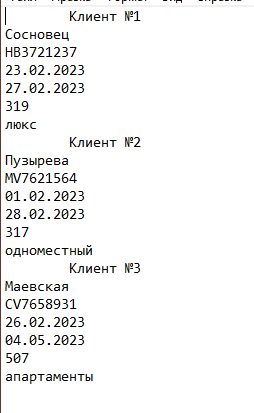 Клиент №1
Сосновец
HB3721237
23.02.2023
27.02.2023
319
люкс
Клиент №2
Пузырева
MV7621564
01.02.2023
28.02.2023
317
одноместный
Клиент №3
Маевская
CV7658931
26.02.2023
04.05.2023
507
апартаменты